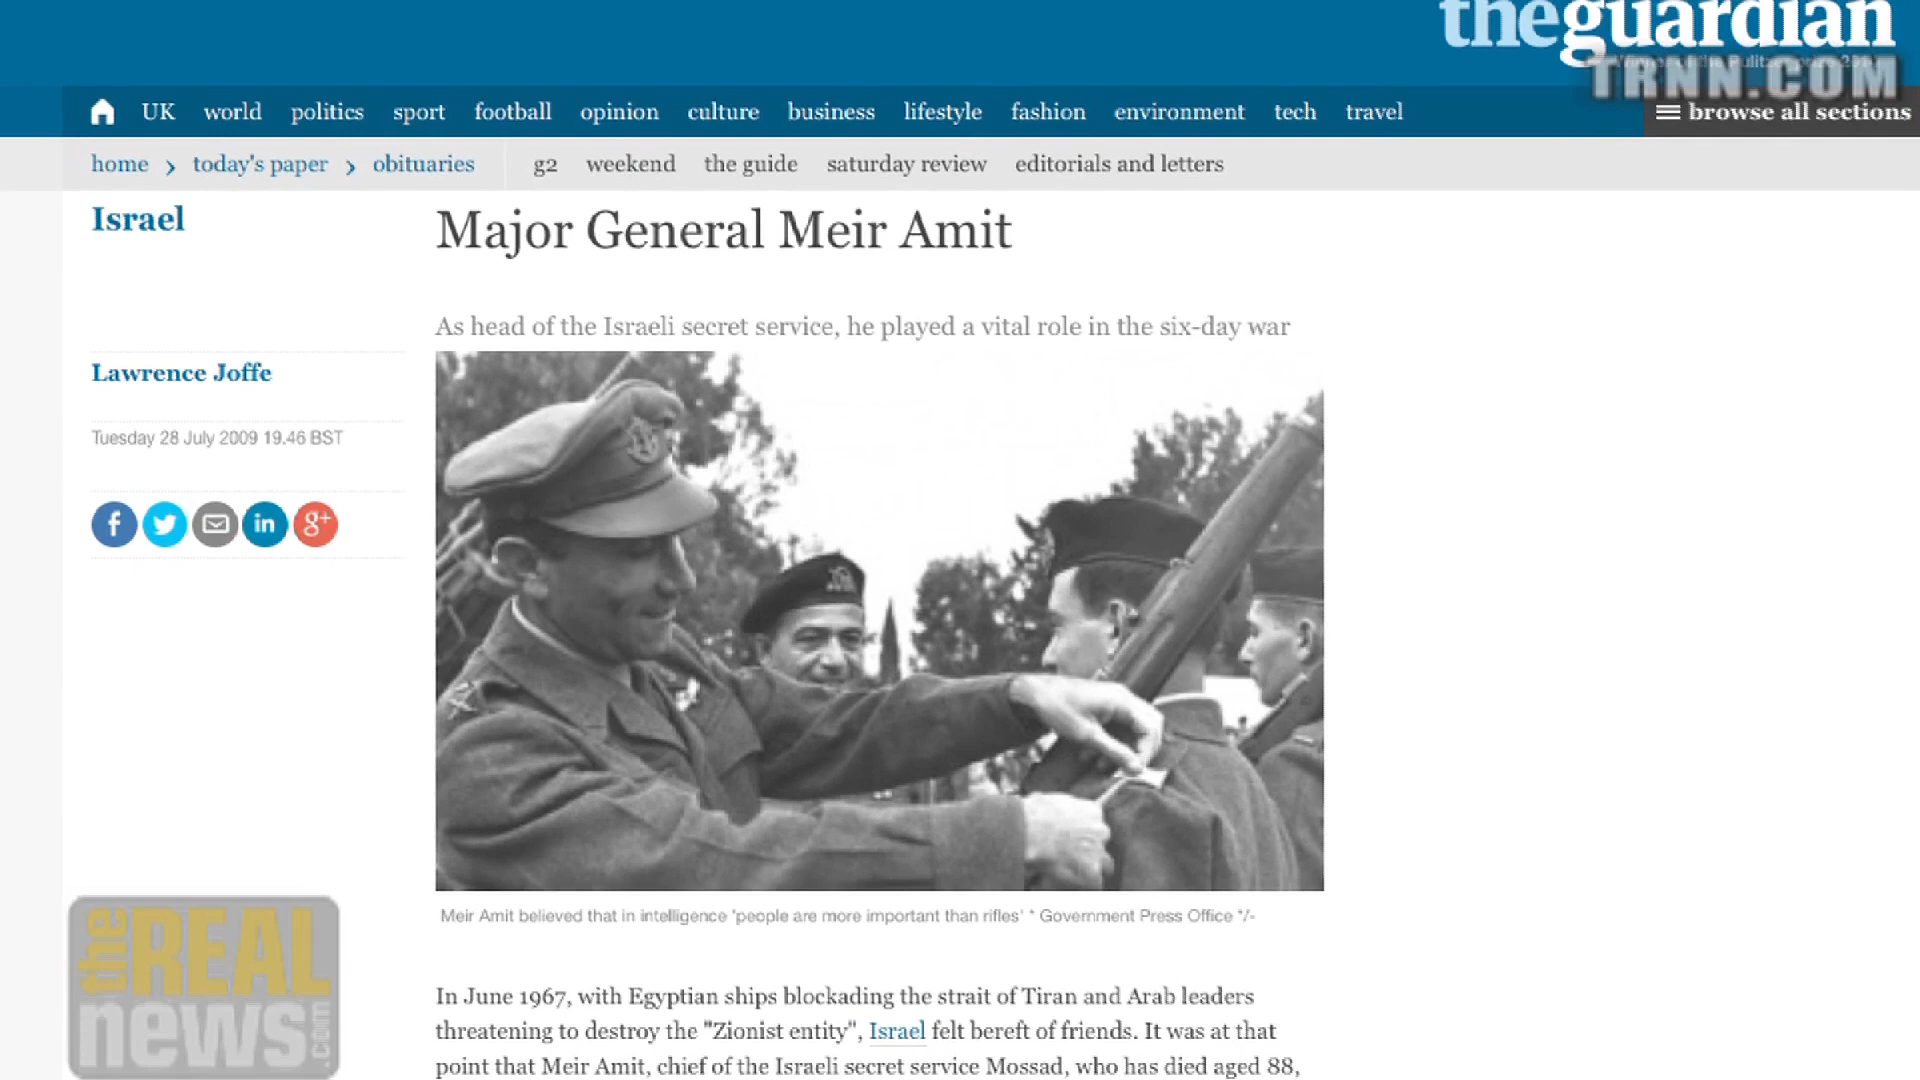 theguardian
Winner of the Pulitzer prize
TRNN.COM
UK world politics sport football opinion culture business lifestyle fashion environment tech travel
browse all sections
home › today's paper › obituaries g2 weekend the guide saturday review editorials and letters
Israel
Major General Meir Amit
As head of the Israeli secret service, he played a vital role in the six-day war
Lawrence Joffe
Tuesday 28 July 2009 19.46 BST
f in g+
Meir Amit believed that in intelligence 'people are more important than rifles' * Government Press Office */-
In June 1967, with Egyptian ships blockading the strait of Tiran and Arab leaders
threatening to destroy the "Zionist entity", Israel felt bereft of friends. It was at that
point that Meir Amit, chief of the Israeli secret service Mossad, who has died aged 88,
the REAL
news.com